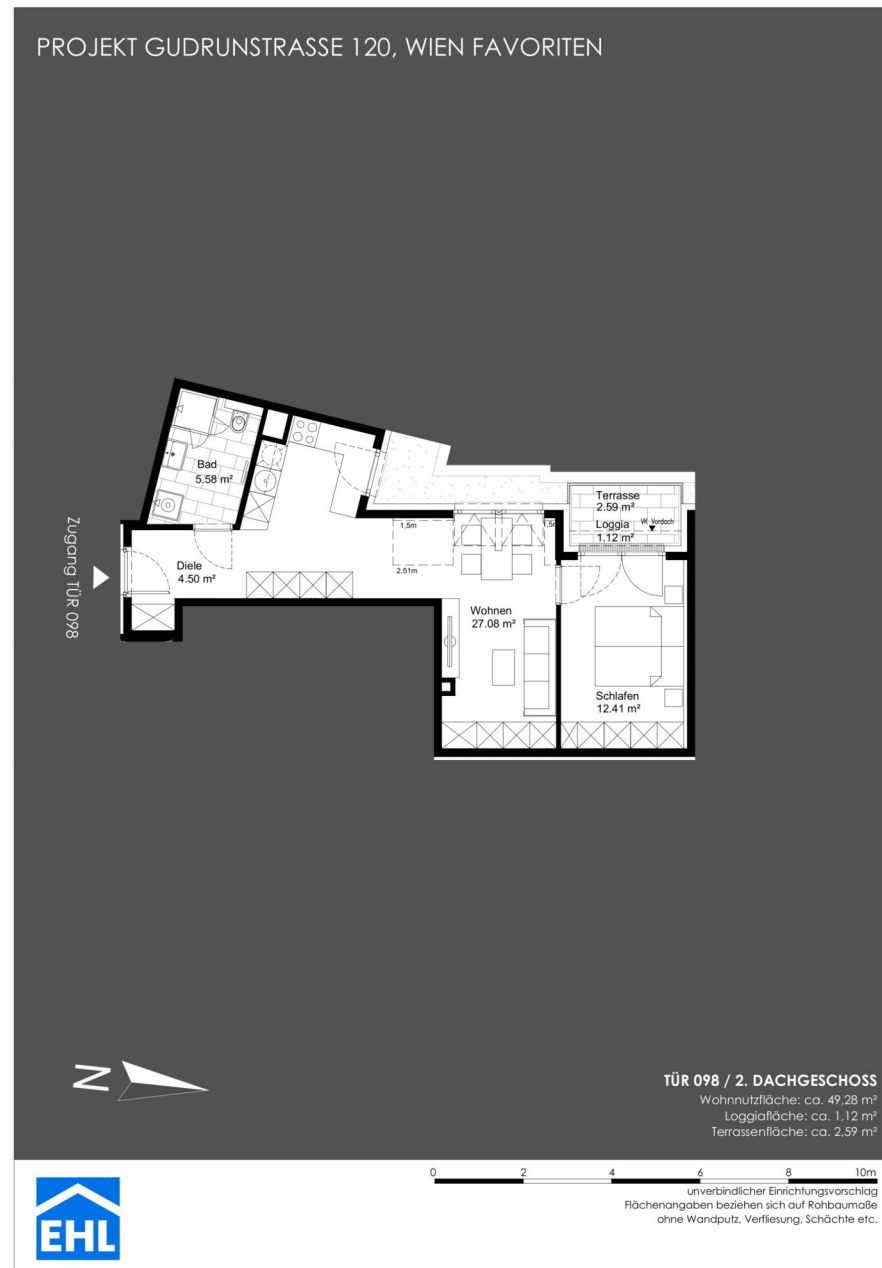 PROJEKT GUDRUNSTRASSE 120, WIEN FAVORITEN
Bad
5.58 m²
Terrasse
2.59 m²
Loggia
1.12 m²
VK Vordach
1,5m
1,5m
2,51m
Zugang TÜR 098
Diele
4.50 m²
Wohnen
27.08 m²
Schlafen
12.41 m²
N
TÜR 098 / 2. DACHGESCHOSS
Wohnnutzfläche: ca. 49,28 m²
Loggiafläche: ca. 1,12 m²
Terrassenfläche: ca. 2,59 m²
0 2 4 6 8 10m
unverbindlicher Einrichtungsvorschlag
Flächenangaben beziehen sich auf Rohbaumaße
ohne Wandputz, Verfliesung, Schächte etc.
EHL